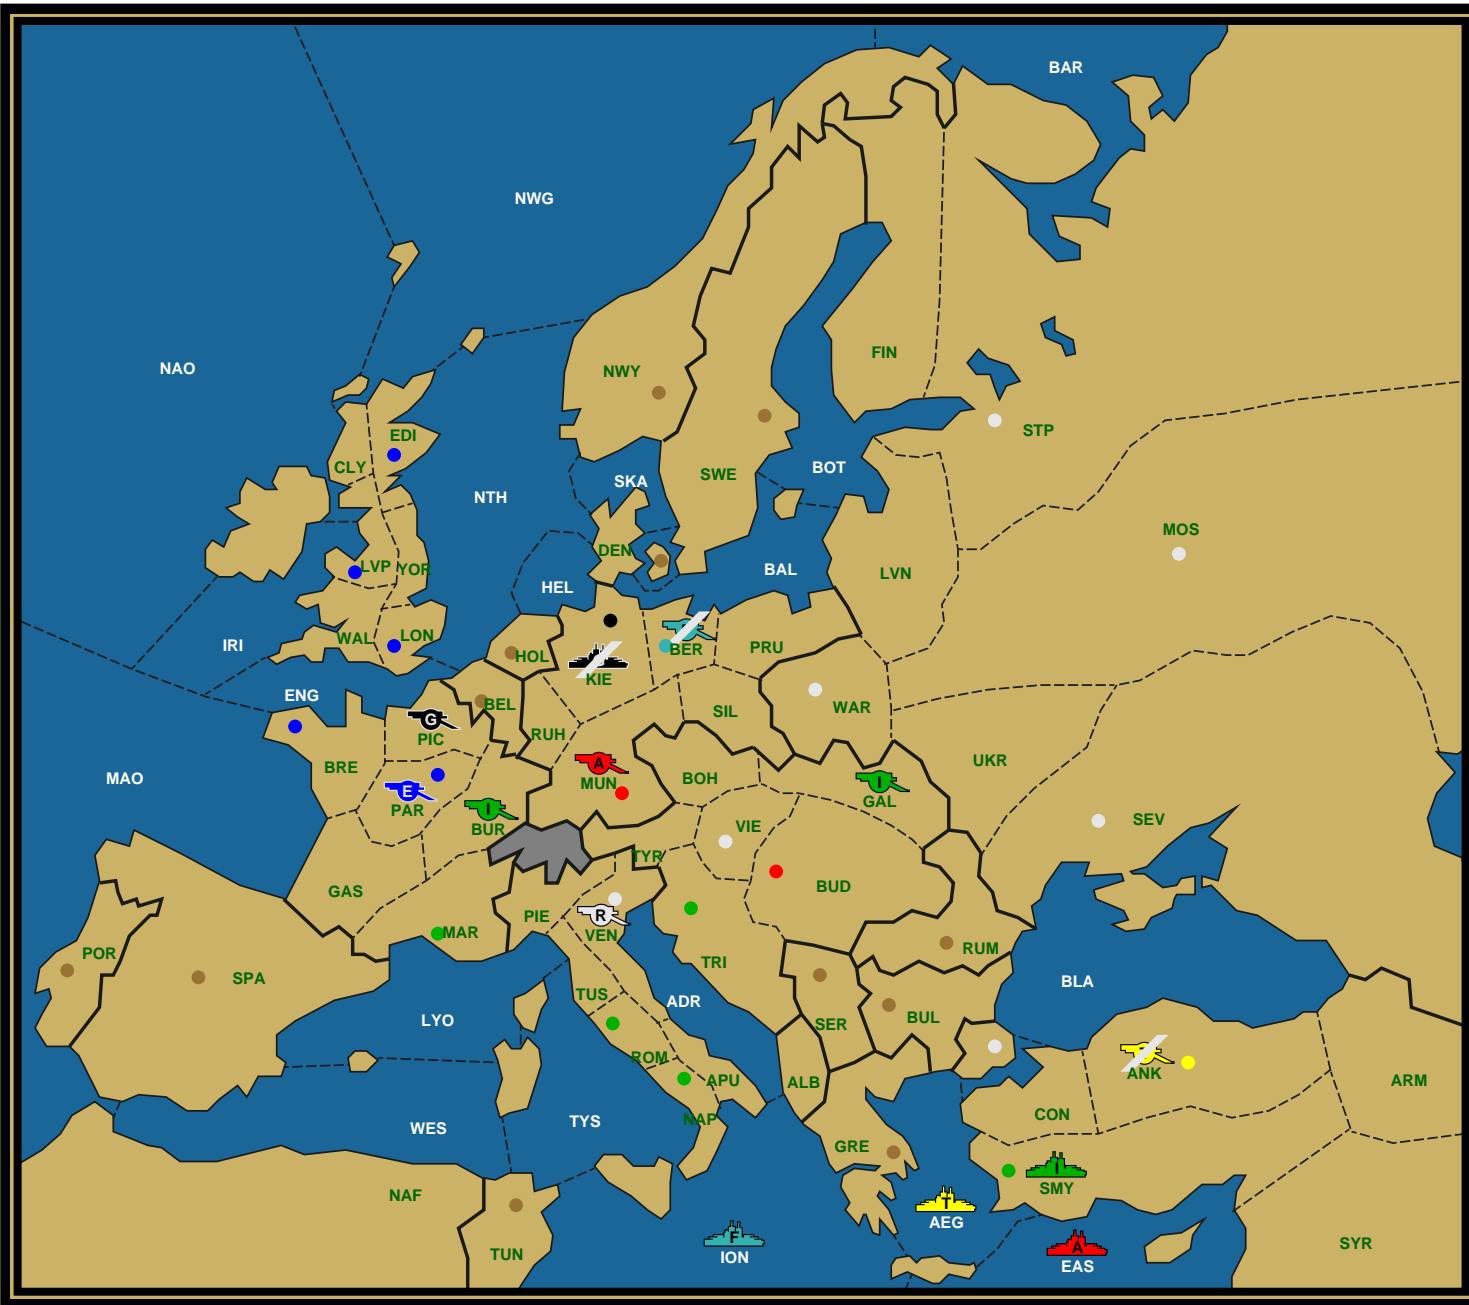 BAR
NWG
NAO
FIN
NWY
STP
EDI
CLY
SKA
SWE
BOT
NTH
MOS
DEN
LVP
YOR
HEL
BAL
LVN
IRI
WAL
LON
HOL
KIE
BER
PRU
ENG
BEL
SIL
WAR
G
PIC
RUH
BRE
UKR
MAO
A
MUN
BOH
I
GAL
E
PAR
I
BUR
VIE
SEV
TYR
GAS
BUD
R
VEN
PIE
MAR
POR
SPA
TRI
RUM
BLA
TUS
ADR
LYO
SER
BUL
ROM
APU
ALB
ANK
ARM
CON
NAP
TYS
WES
GRE
I
SMY
NAF
T
AEG
F
ION
A
EAS
TUN
SYR